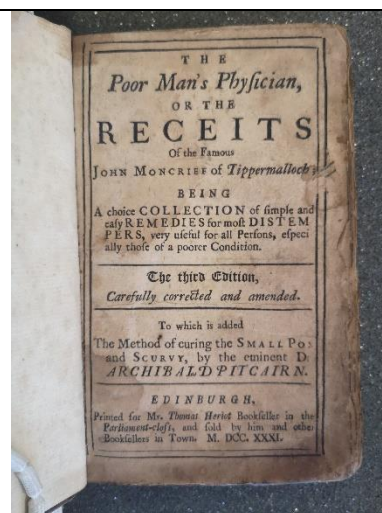 THE
Poor Man's Phyſician,
OR THE
RECEITS
Of the Famous
JOHN MONCRIEF of Tippermalloch;
BEING
A choice COLLECTION of ſimple and
eaſy REMEDIES for moſt DISTEM
PERS, very uſeful for all Perſons, eſpeci
ally thoſe of a poorer Condition.
The third Edition,
Carefully corrected and amended.
To which is added
The Method of curing the SMALL PO
and SCURVY, by the eminent D
ARCHIBALD PITCAIRN.
EDINBURGH,
Printed for Mr. Thomas Heriot Bookſeller in the
Parliament-cloſs, and ſold by him and othe
Bookſellers in Town. M. DCC. XXXI.